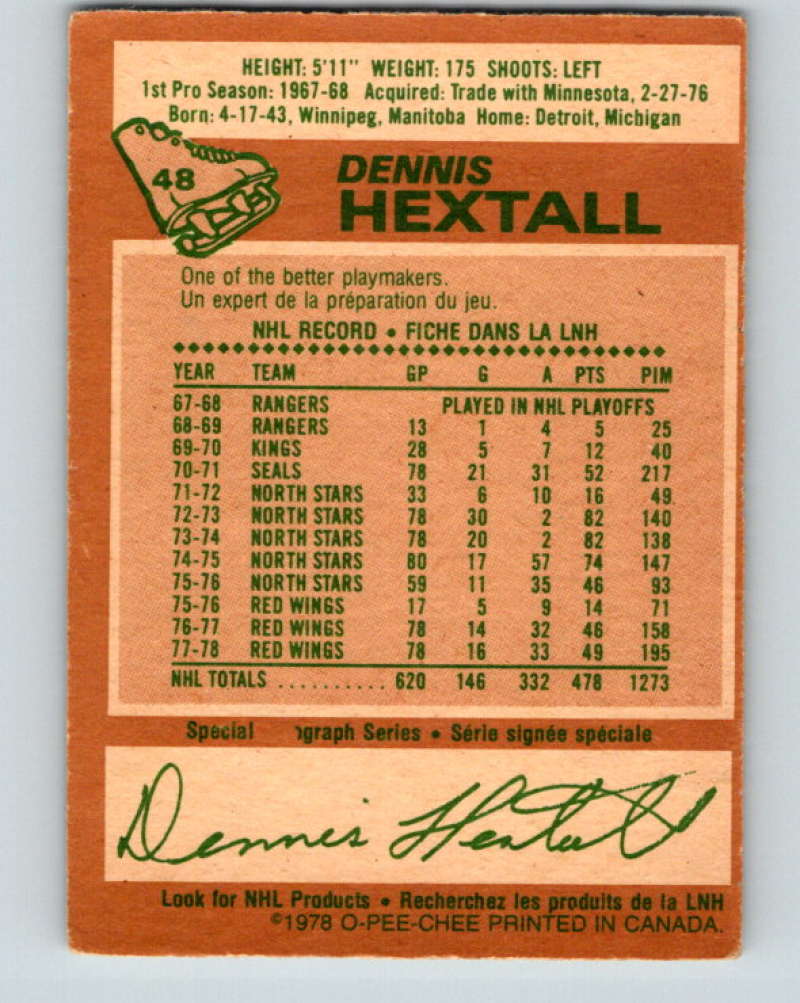 HEIGHT: 5'11" WEIGHT: 175 SHOOTS: LEFT
1st Pro Season: 1967-68 Acquired: Trade with Minnesota, 2-27-76
Born: 4-17-43, Winnipeg, Manitoba Home: Detroit, Michigan
48
DENNIS
HEXTALL
One of the better playmakers.
Un expert de la préparation du jeu.
NHL RECORD • FICHE DANS LA LNH
YEAR TEAM GP G A PTS PIM
67-68 RANGERS PLAYED IN NHL PLAYOFFS
68-69 RANGERS 13 1 4 5 25
69-70 KINGS 28 5 7 12 40
70-71 SEALS 78 21 31 52 217
71-72 NORTH STARS 33 6 10 16 49
72-73 NORTH STARS 78 30 2 82 140
73-74 NORTH STARS 78 20 2 82 138
74-75 NORTH STARS 80 17 57 74 147
75-76 NORTH STARS 59 11 35 46 93
75-76 RED WINGS 17 5 9 14 71
76-77 RED WINGS 78 14 32 46 158
77-78 RED WINGS 78 16 33 49 195
NHL TOTALS .......... 620 146 332 478 1273
Special ograph Series • Série signée spéciale
Dennis Hextall
Look for NHL Products • Recherchez les produits de la LNH
©1978 O-PEE-CHEE PRINTED IN CANADA.